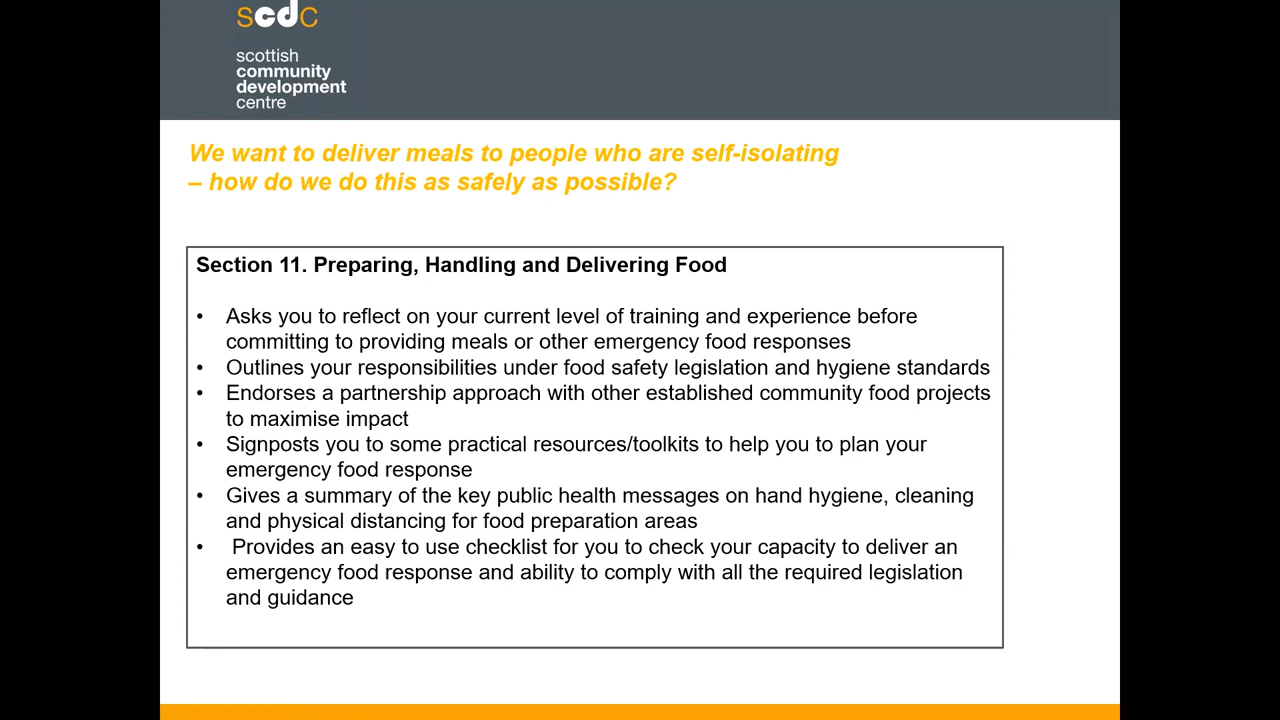 scdc
scottish
community
development
centre
We want to deliver meals to people who are self-isolating
– how do we do this as safely as possible?
Section 11. Preparing, Handling and Delivering Food
• Asks you to reflect on your current level of training and experience before
committing to providing meals or other emergency food responses
• Outlines your responsibilities under food safety legislation and hygiene standards
• Endorses a partnership approach with other established community food projects
to maximise impact
• Signposts you to some practical resources/toolkits to help you to plan your
emergency food response
• Gives a summary of the key public health messages on hand hygiene, cleaning
and physical distancing for food preparation areas
• Provides an easy to use checklist for you to check your capacity to deliver an
emergency food response and ability to comply with all the required legislation
and guidance